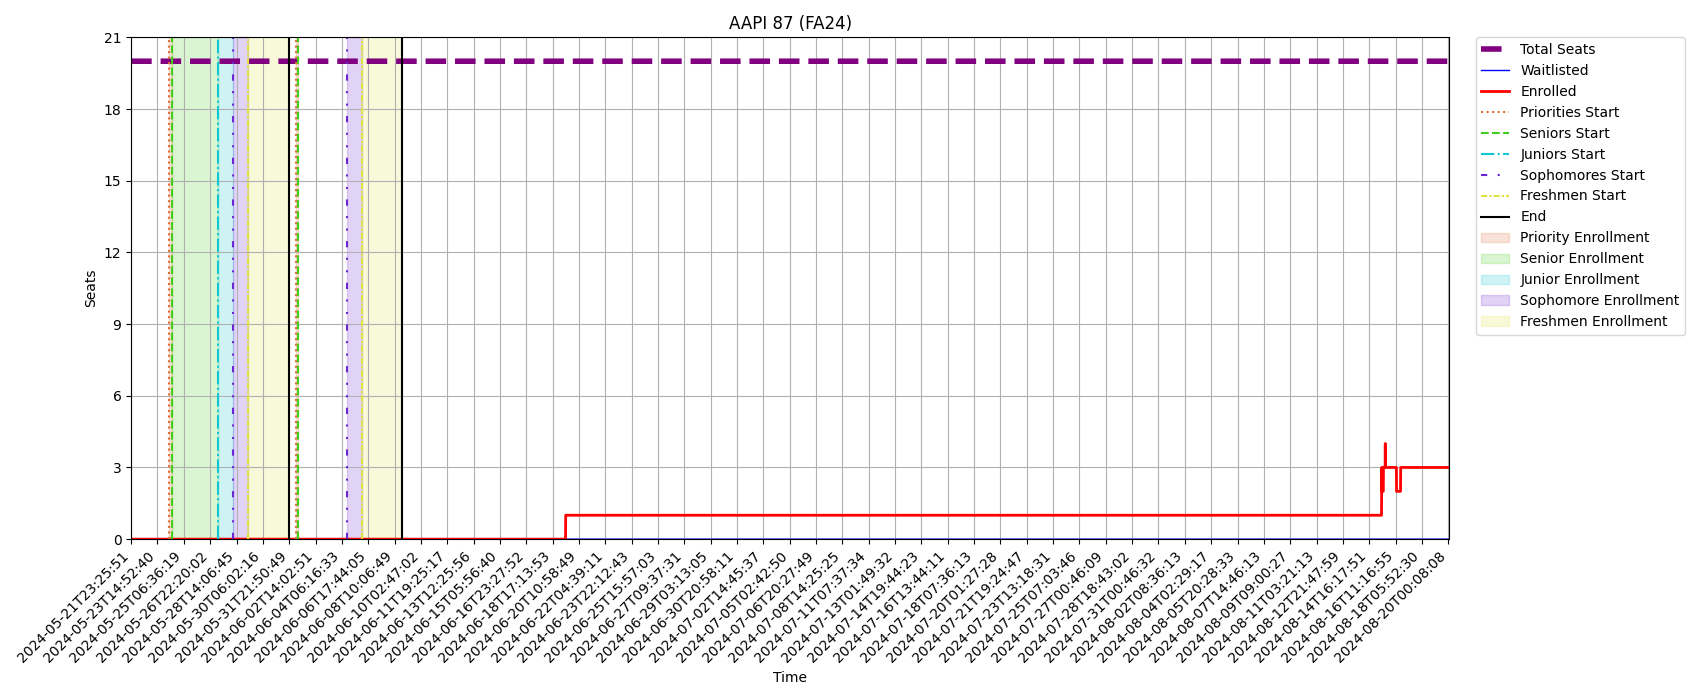 AAPI 87 (FA24)
21
18
15
12
9
6
3
0
Seats
2024-05-21T23:25:51
2024-05-23T14:52:40
2024-05-25T05:36:19
2024-05-26T22:20:02
2024-05-28T14:06:45
2024-05-30T06:02:16
2024-05-31T21:50:49
2024-06-02T14:02:51
2024-06-04T06:16:33
2024-06-06T17:44:05
2024-06-08T10:06:49
2024-06-10T02:47:02
2024-06-11T19:25:17
2024-06-13T12:25:56
2024-06-15T05:56:40
2024-06-16T23:27:52
2024-06-18T17:13:53
2024-06-20T10:58:49
2024-06-22T04:39:11
2024-06-23T22:12:43
2024-06-25T15:57:03
2024-06-27T09:37:31
2024-06-29T03:13:05
2024-06-30T20:58:11
2024-07-02T14:45:37
2024-07-05T02:42:50
2024-07-06T20:27:49
2024-07-08T14:25:25
2024-07-11T07:37:34
2024-07-13T01:49:32
2024-07-14T19:44:23
2024-07-16T13:44:11
2024-07-18T07:36:13
2024-07-20T01:27:28
2024-07-21T19:24:47
2024-07-23T13:18:31
2024-07-25T07:03:46
2024-07-27T00:46:09
2024-07-28T18:43:02
2024-07-31T00:46:32
2024-08-02T08:36:13
2024-08-04T02:29:17
2024-08-05T20:28:33
2024-08-07T14:46:13
2024-08-09T09:00:27
2024-08-11T03:21:13
2024-08-12T21:47:59
2024-08-14T16:17:51
2024-08-16T11:16:55
2024-08-18T05:52:30
2024-08-20T00:08:08
Time
Total Seats
Waitlisted
Enrolled
Priorities Start
Seniors Start
Juniors Start
Sophomores Start
Freshmen Start
End
Priority Enrollment
Senior Enrollment
Junior Enrollment
Sophomore Enrollment
Freshmen Enrollment